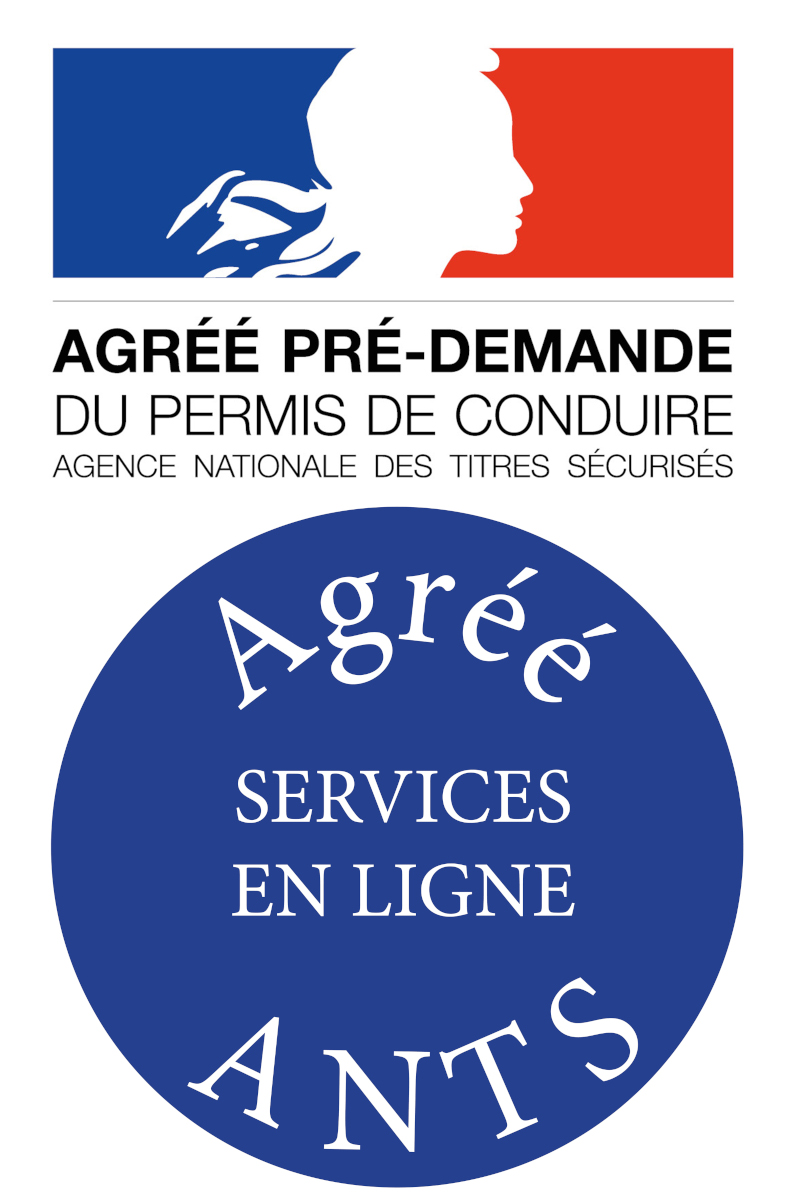 AGRÉÉ PRÉ-DEMANDE
DU PERMIS DE CONDUIRE
AGENCE NATIONALE DES TITRES SÉCURISÉS
Agréé
SERVICES
EN LIGNE
ANTS